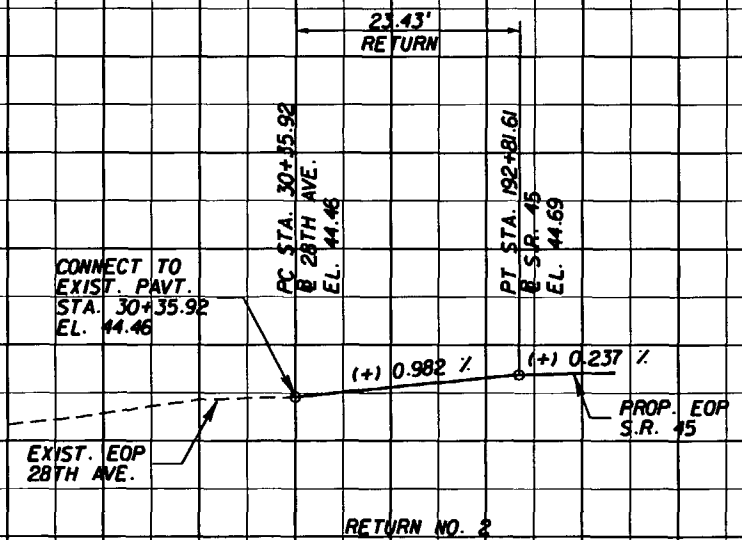 23.43'
RETURN
PC STA. 30+35.92
B 28TH AVE.
EL. 44.46
PT STA. 192+81.61
B S.R. 45
EL. 44.69
CONNECT TO
EXIST. PAVT.
STA. 30+35.92
EL. 44.46
(+) 0.982 %
(+) 0.237 %
PROP. EOP
S.R. 45
EXIST. EOP
28TH AVE.
RETURN NO. 2